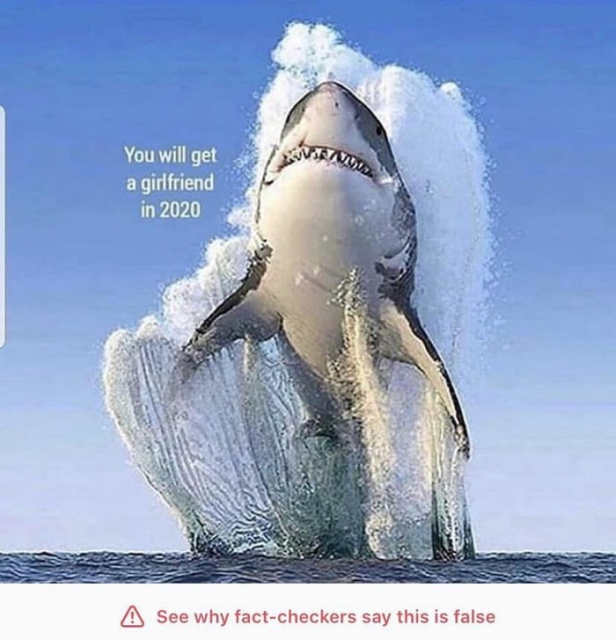 You will get
a girlfriend
in 2020
See why fact-checkers say this is false